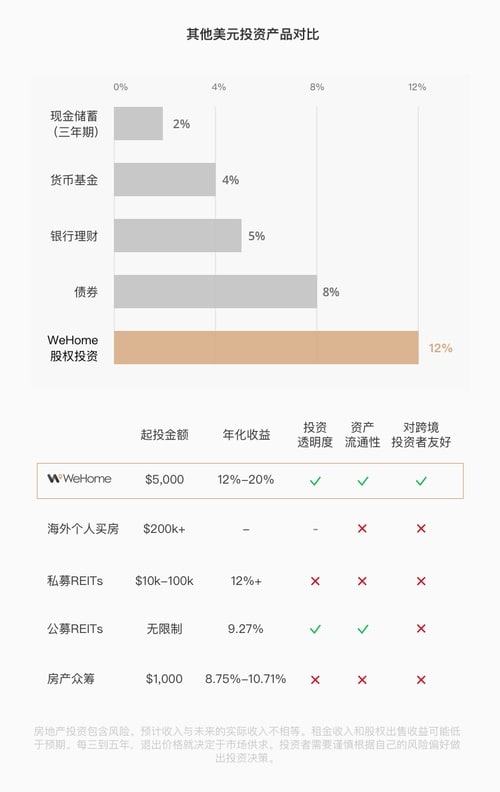 其他美元投资产品对比
0% 4% 8% 12%
现金储蓄
（三年期）
2%
货币基金
4%
银行理财
5%
债券
8%
WeHome
股权投资
12%
起投金额 年化收益 投资透明度 资产流通性 对跨境投资者友好
WeHome $5,000 12%–20% ✓ ✓ ✓
海外个人买房 $200k+ – - ✕ ✕
私募REITs $10k–100k 12%+ ✕ ✕ ✕
公募REITs 无限制 9.27% ✓ ✓ ✕
房产众筹 $1,000 8.75%–10.71% ✕ ✕ ✕
房地产投资包含风险。预计收入与未来的实际收入不相等。租金收入和股权出售收益可能低
于预期。每三到五年，退出价格就决定于市场供求。投资者需要谨慎根据自己的风险偏好做
出投资决策。